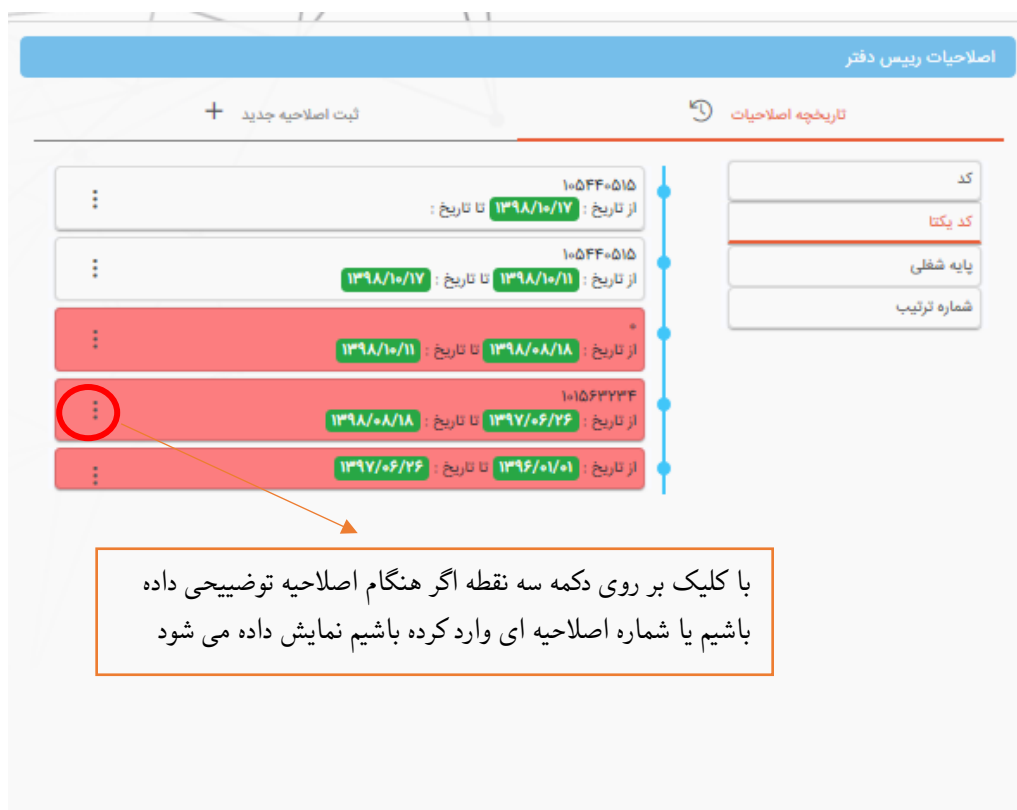 اصلاحیات رییس دفتر
تاریخچه اصلاحیات
ثبت اصلاحیه جدید +
کد
کد یکتا
پایه شغلی
شماره ترتیب
۱۰۵۴۴۰۵۱۵
از تاریخ : ۱۳۹۸/۱۰/۱۷ تا تاریخ :
۱۰۵۴۴۰۵۱۵
از تاریخ : ۱۳۹۸/۱۰/۱۱ تا تاریخ : ۱۳۹۸/۱۰/۱۷
۰
از تاریخ : ۱۳۹۸/۰۸/۱۸ تا تاریخ : ۱۳۹۸/۱۰/۱۱
۱۰۱۵۶۳۲۳۴
از تاریخ : ۱۳۹۷/۰۶/۲۶ تا تاریخ : ۱۳۹۸/۰۸/۱۸
از تاریخ : ۱۳۹۶/۰۱/۰۱ تا تاریخ : ۱۳۹۷/۰۶/۲۶
با کلیک بر روی دکمه سه نقطه اگر هنگام اصلاحیه توضییحی داده
باشیم یا شماره اصلاحیه ای وارد کرده باشیم نمایش داده می شود